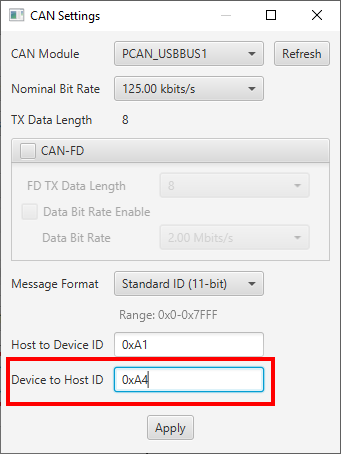 CAN Settings
CAN Module PCAN_USBBUS1 Refresh
Nominal Bit Rate 125.00 kbits/s
TX Data Length 8
CAN-FD
FD TX Data Length 8
Data Bit Rate Enable
Data Bit Rate 2.00 Mbits/s
Message Format Standard ID (11-bit)
Range: 0x0-0x7FFF
Host to Device ID 0xA1
Device to Host ID 0xA4
Apply